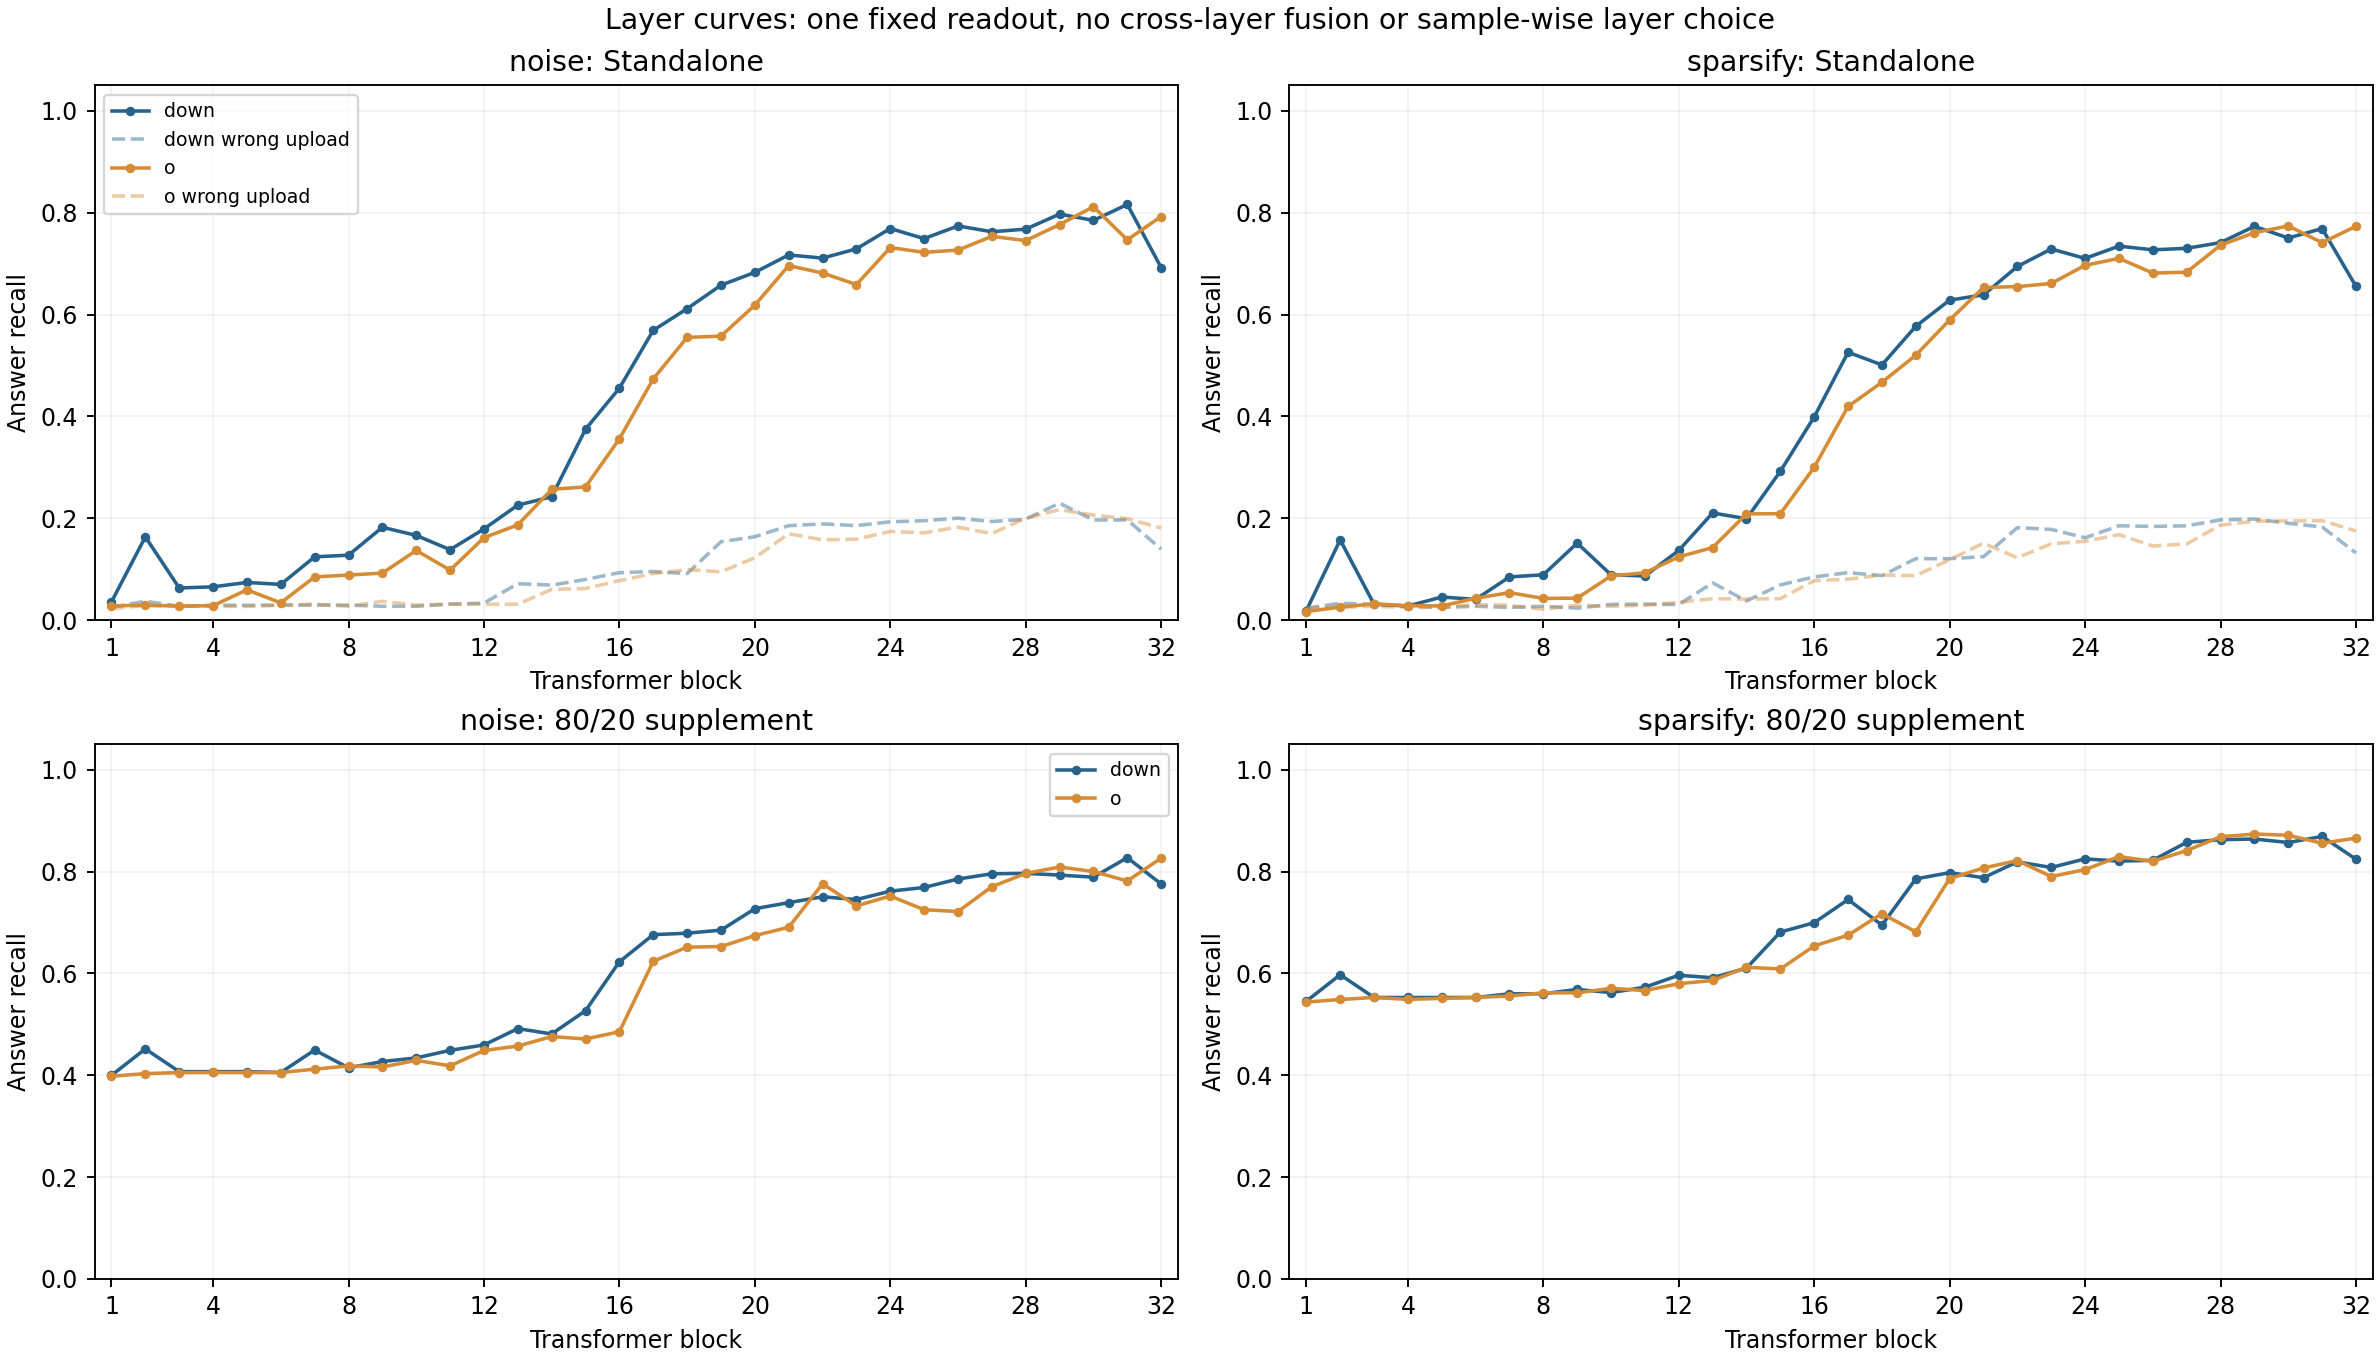 Layer curves: one fixed readout, no cross-layer fusion or sample-wise layer choice
noise: Standalone
1.0
0.8
0.6
0.4
0.2
0.0
Answer recall
down
down wrong upload
o
o wrong upload
1 4 8 12 16 20 24 28 32
Transformer block
sparsify: Standalone
1.0
0.8
0.6
0.4
0.2
0.0
Answer recall
1 4 8 12 16 20 24 28 32
Transformer block
noise: 80/20 supplement
1.0
0.8
0.6
0.4
0.2
0.0
Answer recall
down
o
1 4 8 12 16 20 24 28 32
Transformer block
sparsify: 80/20 supplement
1.0
0.8
0.6
0.4
0.2
0.0
Answer recall
1 4 8 12 16 20 24 28 32
Transformer block